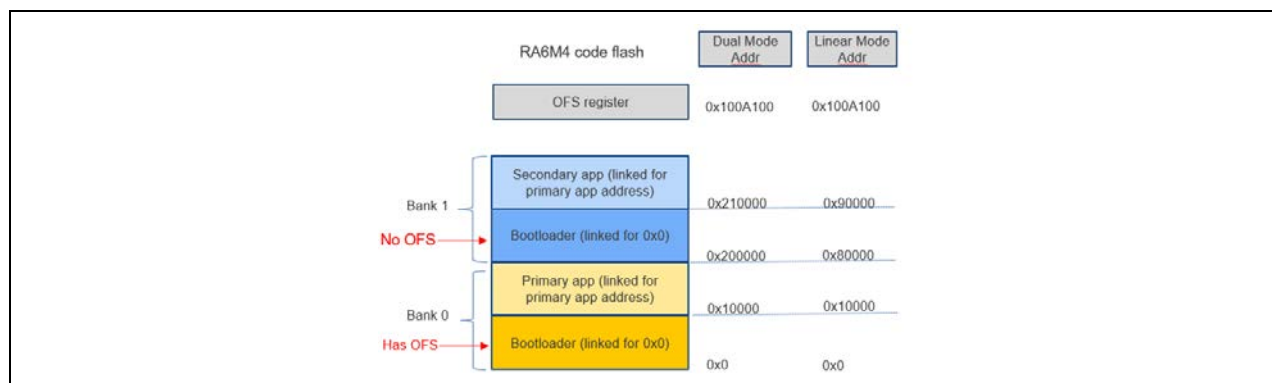 RA6M4 code flash
Dual Mode
Addr
Linear Mode
Addr
OFS register
0x100A100
0x100A100
Secondary app (linked for
primary app address)
Bank 1
0x210000
0x90000
No OFS
Bootloader (linked for 0x0)
0x200000
0x80000
Primary app (linked for
primary app address)
Bank 0
0x10000
0x10000
Has OFS
Bootloader (linked for 0x0)
0x0
0x0